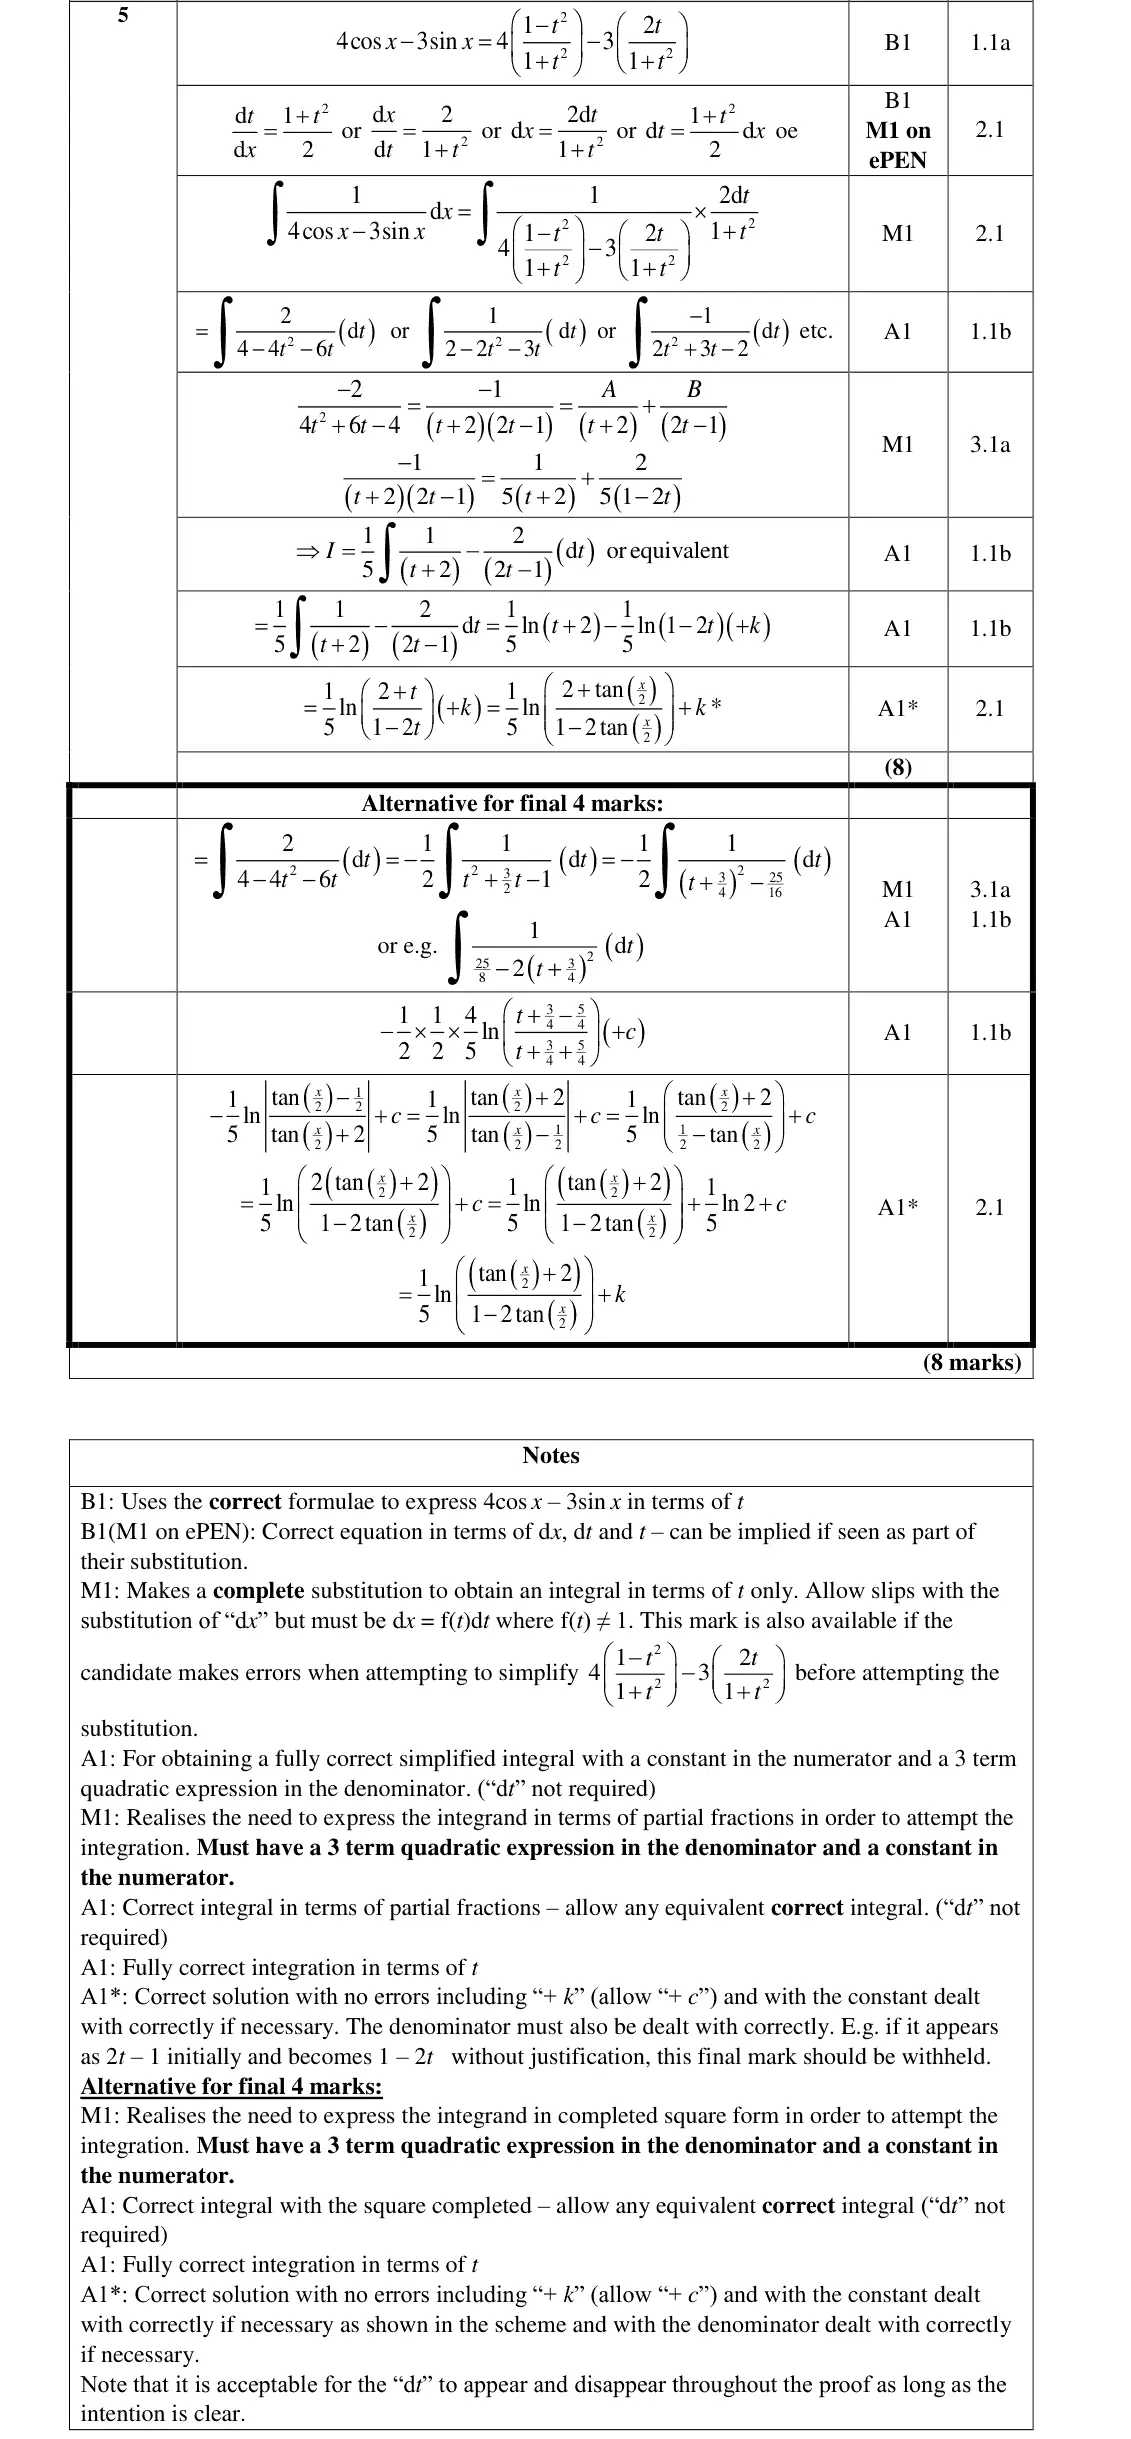 5
4cos x − 3sin x = 4((1−t²)/(1+t²)) − 3(2t/(1+t²)) B1 1.1a
dt/dx = (1+t²)/2 or dx/dt = 2/(1+t²) or dx = 2dt/(1+t²) or dt = (1+t²)/2 dx oe B1 M1 on ePEN 2.1
∫ 1/(4cos x − 3sin x) dx = ∫ 1/(4((1−t²)/(1+t²)) − 3(2t/(1+t²))) × 2dt/(1+t²) M1 2.1
= ∫ 2/(4−4t²−6t) (dt) or ∫ 1/(2−2t²−3t) (dt) or ∫ −1/(2t²+3t−2) (dt) etc. A1 1.1b
−2/(4t²+6t−4) = −1/((t+2)(2t−1)) = A/(t+2) + B/(2t−1)
−1/((t+2)(2t−1)) = 1/(5(t+2)) + 2/(5(1−2t)) M1 3.1a
⇒ I = 1/5 ∫ 1/(t+2) − 2/(2t−1) (dt) or equivalent A1 1.1b
= 1/5 ∫ 1/(t+2) − 2/(2t−1) dt = 1/5 ln(t+2) − 1/5 ln(1−2t)(+k) A1 1.1b
= 1/5 ln((2+t)/(1−2t))(+k) = 1/5 ln((2+tan(x/2))/(1−2tan(x/2))) + k * A1* 2.1
(8)
Alternative for final 4 marks:
= ∫ 2/(4−4t²−6t) (dt) = −1/2 ∫ 1/(t²+3/2t−1) (dt) = −1/2 ∫ 1/((t+3/4)²−25/16) (dt)
or e.g. ∫ 1/(25/8−2(t+3/4)²) (dt) M1 A1 3.1a 1.1b
−1/2 × 1/2 × 4/5 ln((t+3/4−5/4)/(t+3/4+5/4))(+c) A1 1.1b
−1/5 ln|(tan(x/2)−1/2)/(tan(x/2)+2)| + c = 1/5 ln|(tan(x/2)+2)/(tan(x/2)−1/2)| + c = 1/5 ln((tan(x/2)+2)/(1/2−tan(x/2))) + c
= 1/5 ln(2(tan(x/2)+2)/(1−2tan(x/2))) + c = 1/5 ln((tan(x/2)+2)/(1−2tan(x/2))) + 1/5 ln 2 + c A1* 2.1
= 1/5 ln((tan(x/2)+2)/(1−2tan(x/2))) + k
(8 marks)
Notes
B1: Uses the correct formulae to express 4cos x – 3sin x in terms of t
B1(M1 on ePEN): Correct equation in terms of dx, dt and t – can be implied if seen as part of
their substitution.
M1: Makes a complete substitution to obtain an integral in terms of t only. Allow slips with the
substitution of “dx” but must be dx = f(t)dt where f(t) ≠ 1. This mark is also available if the
candidate makes errors when attempting to simplify 4((1−t²)/(1+t²)) − 3(2t/(1+t²)) before attempting the
substitution.
A1: For obtaining a fully correct simplified integral with a constant in the numerator and a 3 term
quadratic expression in the denominator. (“dt” not required)
M1: Realises the need to express the integrand in terms of partial fractions in order to attempt the
integration. Must have a 3 term quadratic expression in the denominator and a constant in
the numerator.
A1: Correct integral in terms of partial fractions – allow any equivalent correct integral. (“dt” not
required)
A1: Fully correct integration in terms of t
A1*: Correct solution with no errors including “+ k” (allow “+ c”) and with the constant dealt
with correctly if necessary. The denominator must also be dealt with correctly. E.g. if it appears
as 2t – 1 initially and becomes 1 – 2t without justification, this final mark should be withheld.
Alternative for final 4 marks:
M1: Realises the need to express the integrand in completed square form in order to attempt the
integration. Must have a 3 term quadratic expression in the denominator and a constant in
the numerator.
A1: Correct integral with the square completed – allow any equivalent correct integral (“dt” not
required)
A1: Fully correct integration in terms of t
A1*: Correct solution with no errors including “+ k” (allow “+ c”) and with the constant dealt
with correctly if necessary as shown in the scheme and with the denominator dealt with correctly
if necessary.
Note that it is acceptable for the “dt” to appear and disappear throughout the proof as long as the
intention is clear.